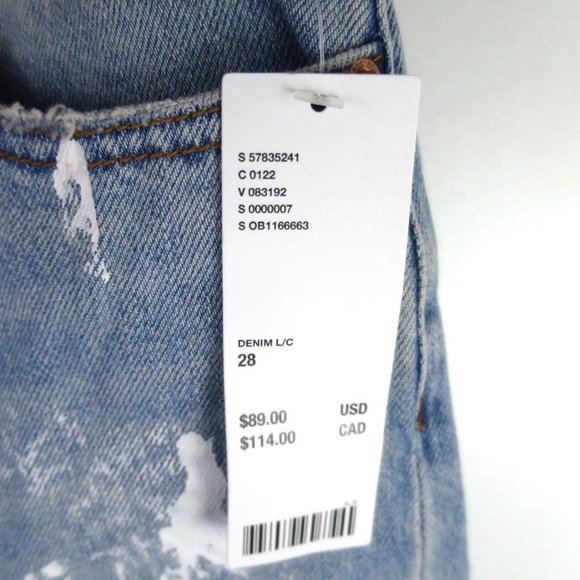 S 57835241
C 0122
V 083192
S 0000007
S OB1166663
DENIM L/C
28
$89.00 USD
$114.00 CAD